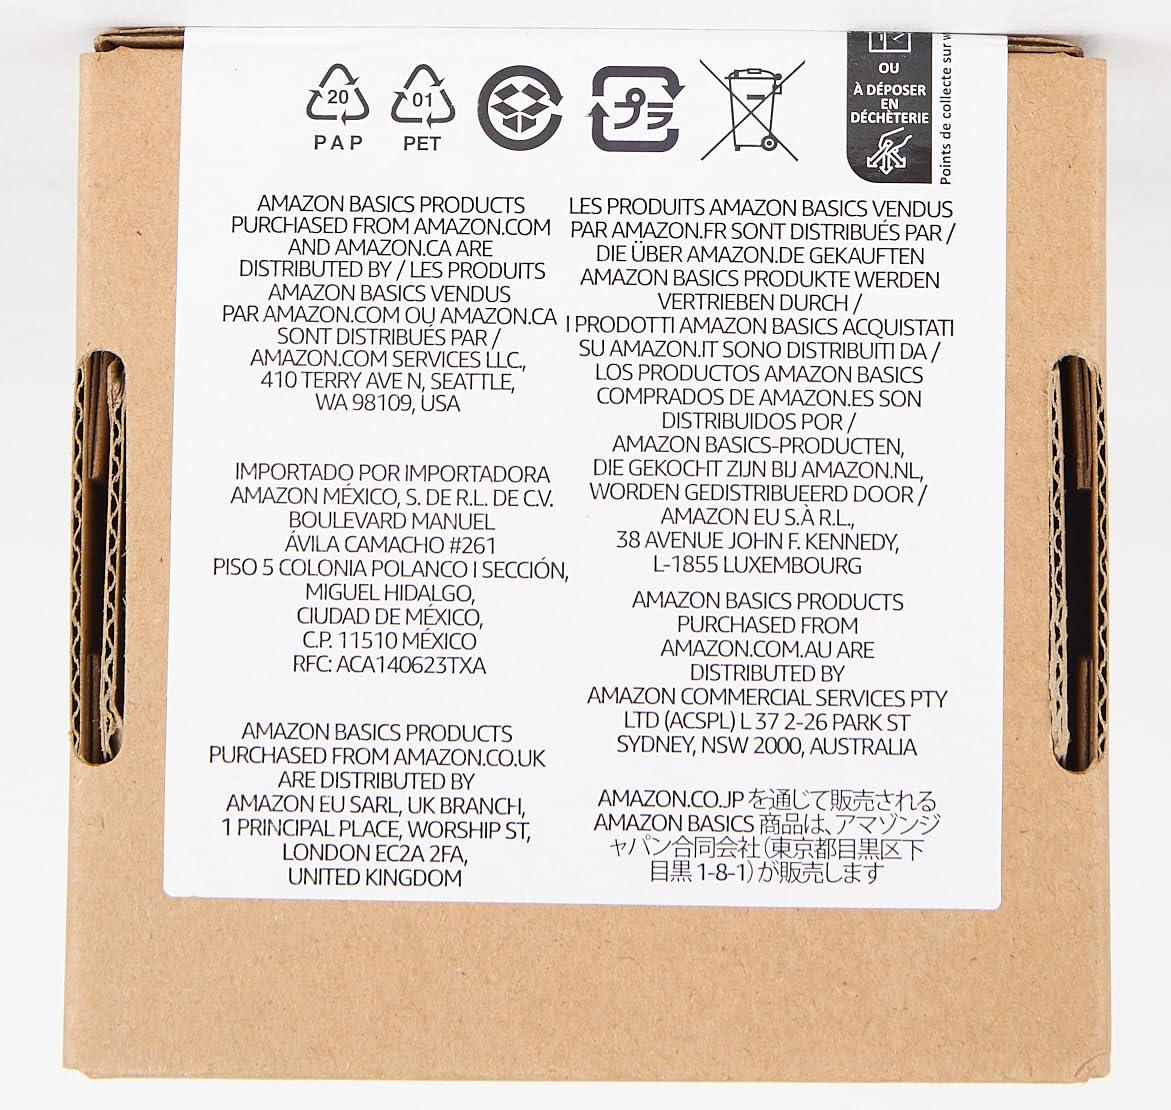 20
PAP
01
PET
プラ
OU
À DÉPOSER
EN
DÉCHÈTERIE
Points de collecte sur
AMAZON BASICS PRODUCTS
PURCHASED FROM AMAZON.COM
AND AMAZON.CA ARE
DISTRIBUTED BY / LES PRODUITS
AMAZON BASICS VENDUS
PAR AMAZON.COM OU AMAZON.CA
SONT DISTRIBUÉS PAR /
AMAZON.COM SERVICES LLC,
410 TERRY AVE N, SEATTLE,
WA 98109, USA
IMPORTADO POR IMPORTADORA
AMAZON MÉXICO, S. DE R.L. DE C.V.
BOULEVARD MANUEL
ÁVILA CAMACHO #261
PISO 5 COLONIA POLANCO I SECCIÓN,
MIGUEL HIDALGO,
CIUDAD DE MÉXICO,
C.P. 11510 MÉXICO
RFC: ACA140623TXA
AMAZON BASICS PRODUCTS
PURCHASED FROM AMAZON.CO.UK
ARE DISTRIBUTED BY
AMAZON EU SARL, UK BRANCH,
1 PRINCIPAL PLACE, WORSHIP ST,
LONDON EC2A 2FA,
UNITED KINGDOM
LES PRODUITS AMAZON BASICS VENDUS
PAR AMAZON.FR SONT DISTRIBUÉS PAR /
DIE ÜBER AMAZON.DE GEKAUFTEN
AMAZON BASICS PRODUKTE WERDEN
VERTRIEBEN DURCH /
I PRODOTTI AMAZON BASICS ACQUISTATI
SU AMAZON.IT SONO DISTRIBUITI DA /
LOS PRODUCTOS AMAZON BASICS
COMPRADOS DE AMAZON.ES SON
DISTRIBUIDOS POR /
AMAZON BASICS-PRODUCTEN,
DIE GEKOCHT ZIJN BIJ AMAZON.NL,
WORDEN GEDISTRIBUEERD DOOR /
AMAZON EU S.À R.L.,
38 AVENUE JOHN F. KENNEDY,
L-1855 LUXEMBOURG
AMAZON BASICS PRODUCTS
PURCHASED FROM
AMAZON.COM.AU ARE
DISTRIBUTED BY
AMAZON COMMERCIAL SERVICES PTY
LTD (ACSPL) L 37 2-26 PARK ST
SYDNEY, NSW 2000, AUSTRALIA
AMAZON.CO.JP を通じて販売される
AMAZON BASICS 商品は、アマゾンジ
ャパン合同会社（東京都目黒区下
目黒 1-8-1）が販売します